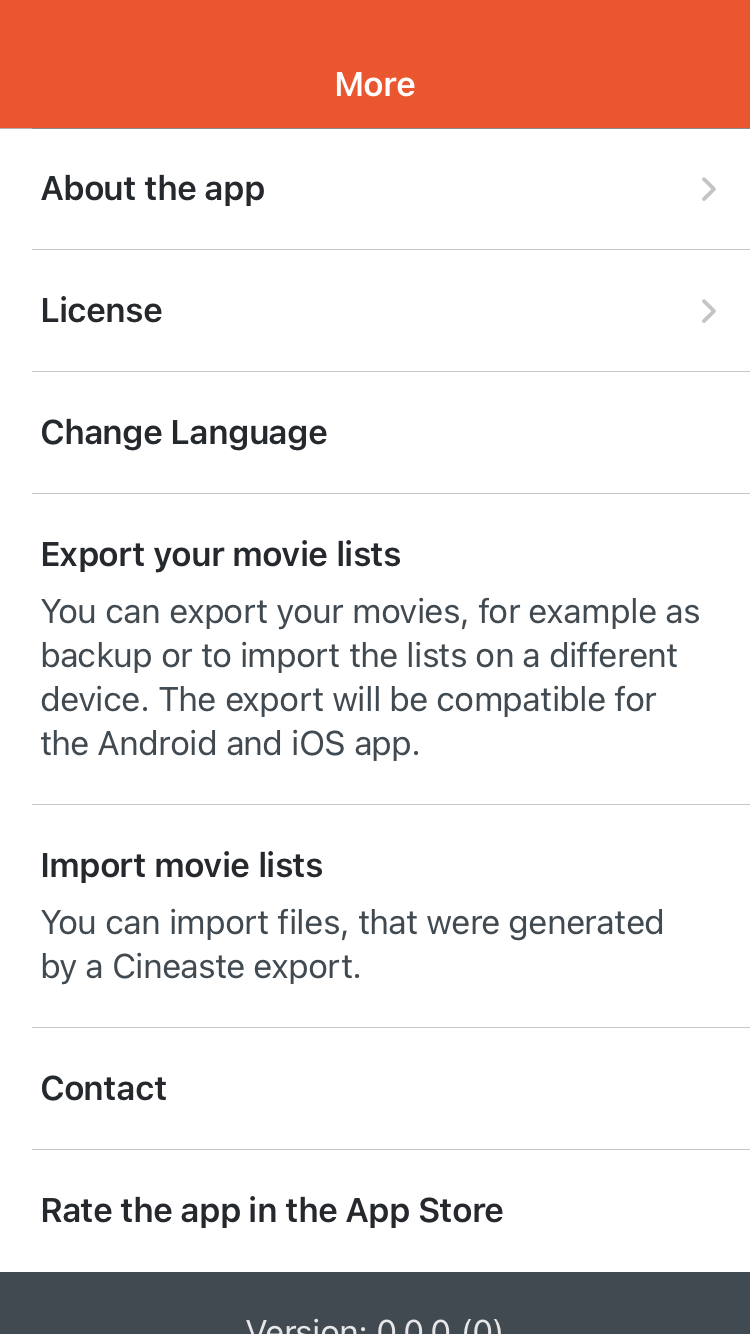 More
About the app
License
Change Language
Export your movie lists
You can export your movies, for example as
backup or to import the lists on a different
device. The export will be compatible for
the Android and iOS app.
Import movie lists
You can import files, that were generated
by a Cineaste export.
Contact
Rate the app in the App Store
Version: 0.0.0 (0)